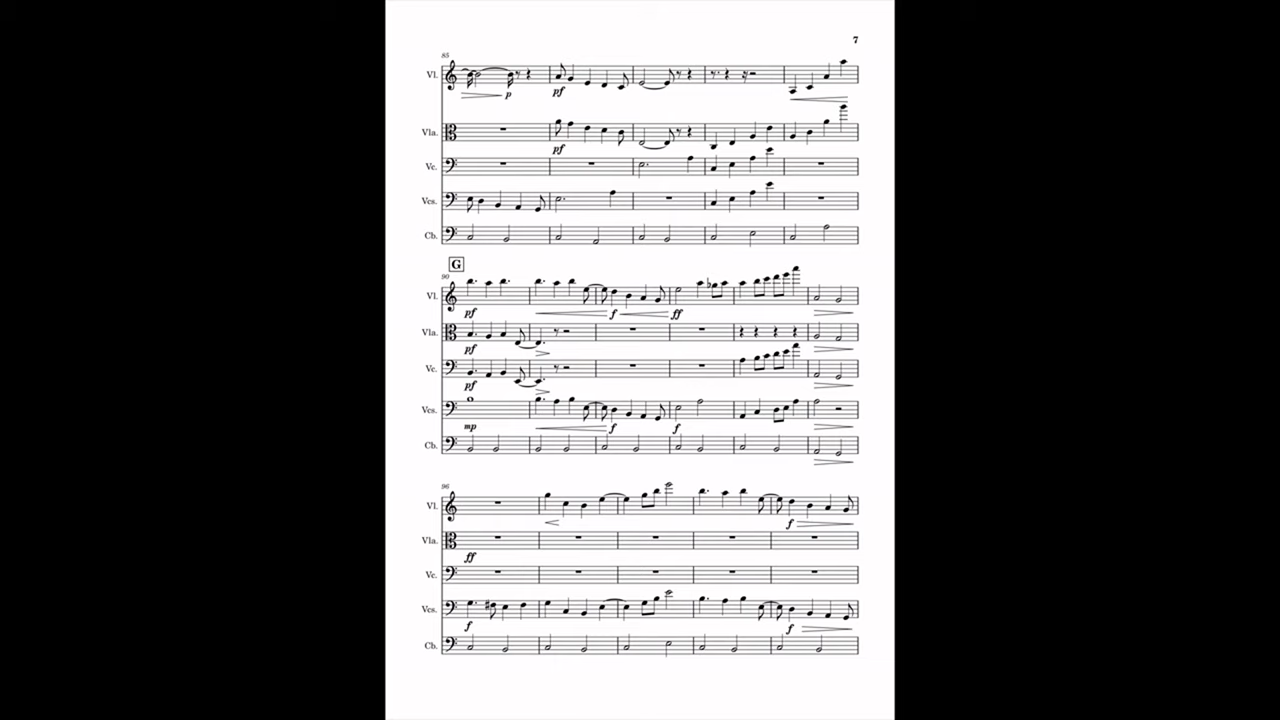 7
85
Vl.
p
pf
Vla.
pf
Vc.
Vcs.
Cb.
G
90
Vl.
pf
f
ff
Vla.
pf
Vc.
pf
Vcs.
mp
f
f
Cb.
96
Vl.
f
Vla.
ff
Vc.
Vcs.
f
f
Cb.